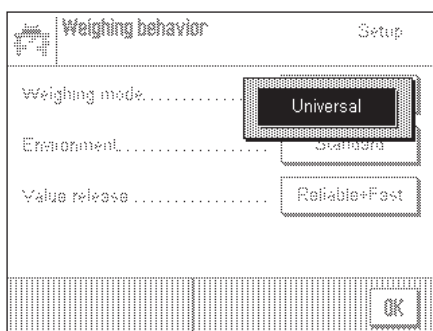 Weighing behavior Setup
Weighing mode................ Universal
Environment.................. Standard
Value release ................. Reliable+Fast
OK